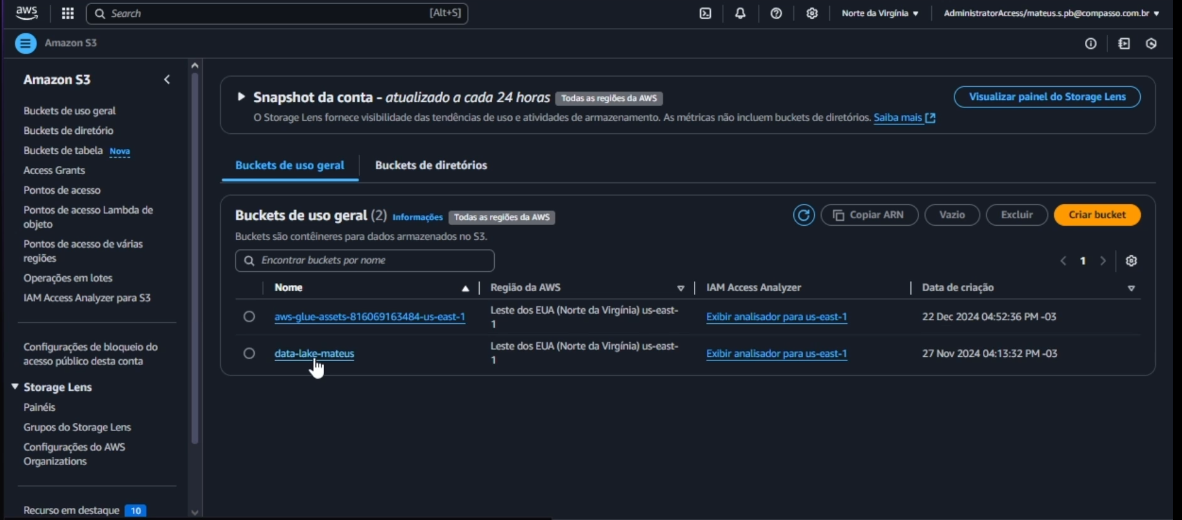 aws
Search [Alt+S]
Norte da Virgínia
AdministratorAccess/mateus.s.pb@compasso.com.br
Amazon S3
Amazon S3
Buckets de uso geral
Buckets de diretório
Buckets de tabela Nova
Access Grants
Pontos de acesso
Pontos de acesso Lambda de
objeto
Pontos de acesso de várias
regiões
Operações em lotes
IAM Access Analyzer para S3
Configurações de bloqueio do
acesso público desta conta
Storage Lens
Painéis
Grupos do Storage Lens
Configurações do AWS
Organizations
Recurso em destaque 10
Snapshot da conta - atualizado a cada 24 horas Todas as regiões da AWS
Visualizar painel do Storage Lens
O Storage Lens fornece visibilidade das tendências de uso e atividades de armazenamento. As métricas não incluem buckets de diretórios. Saiba mais
Buckets de uso geral
Buckets de diretórios
Buckets de uso geral (2) Informações Todas as regiões da AWS
Copiar ARN
Vazio
Excluir
Criar bucket
Buckets são contêineres para dados armazenados no S3.
Encontrar buckets por nome
1
Nome
Região da AWS
IAM Access Analyzer
Data de criação
aws-glue-assets-816069163484-us-east-1
Leste dos EUA (Norte da Virgínia) us-east-
1
Exibir analisador para us-east-1
22 Dec 2024 04:52:36 PM -03
data-lake-mateus
Leste dos EUA (Norte da Virgínia) us-east-
1
Exibir analisador para us-east-1
27 Nov 2024 04:13:32 PM -03